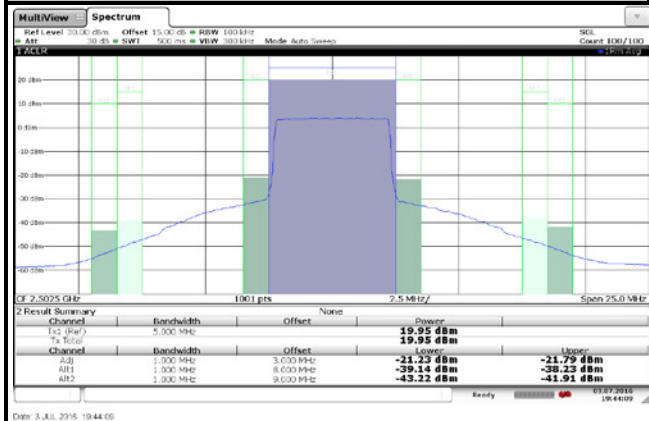 MultiView Spectrum
Ref Level 30.00 dBm Offset 15.00 dB RBW 100 kHz SGL
Att 30 dB SWT 500 ms VBW 300 kHz Mode Auto Sweep Count 100/100
1 ACLR 1Rm Avg
20 dBm
10 dBm
0 dBm
-10 dBm
-20 dBm
-30 dBm
-40 dBm
-50 dBm
-60 dBm
CF 2.5025 GHz 1001 pts 2.5 MHz/ Span 25.0 MHz
2 Result Summary None
Channel Bandwidth Offset Power
Tx1 (Ref) 5.000 MHz 19.95 dBm
Tx Total 19.95 dBm
Channel Bandwidth Offset Lower Upper
Adj 1.000 MHz 3.000 MHz -21.23 dBm -21.79 dBm
Alt1 1.000 MHz 8.000 MHz -39.14 dBm -38.23 dBm
Alt2 1.000 MHz 9.000 MHz -43.22 dBm -41.91 dBm
Ready 03.07.2016
19:44:09
Date: 3 JUL 2016 19:44:09